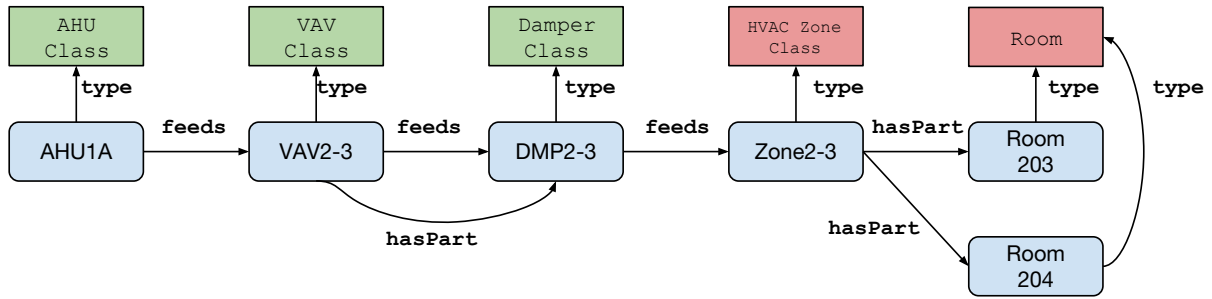 AHU
Class
VAV
Class
Damper
Class
HVAC Zone
Class
Room
type
type
type
type
type
type
AHU1A
feeds
VAV2-3
feeds
DMP2-3
feeds
Zone2-3
hasPart
Room
203
hasPart
hasPart
Room
204